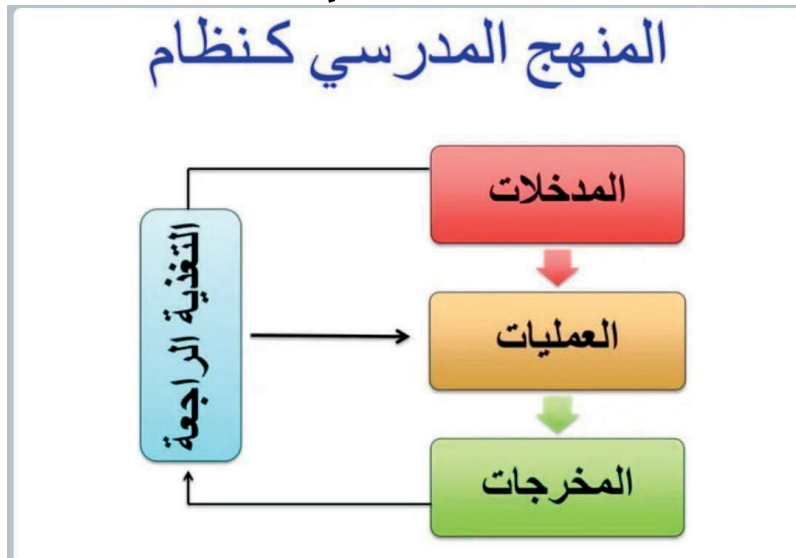 المنهج المدرسي كنظام
المدخلات
العمليات
المخرجات
التغذية الراجعة